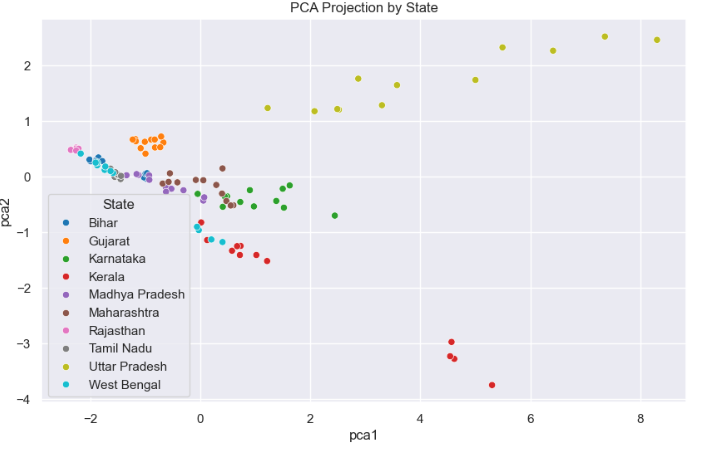 PCA Projection by State
2
1
0
−1
−2
−3
−4
pca2
State
Bihar
Gujarat
Karnataka
Kerala
Madhya Pradesh
Maharashtra
Rajasthan
Tamil Nadu
Uttar Pradesh
West Bengal
−2 0 2 4 6 8
pca1